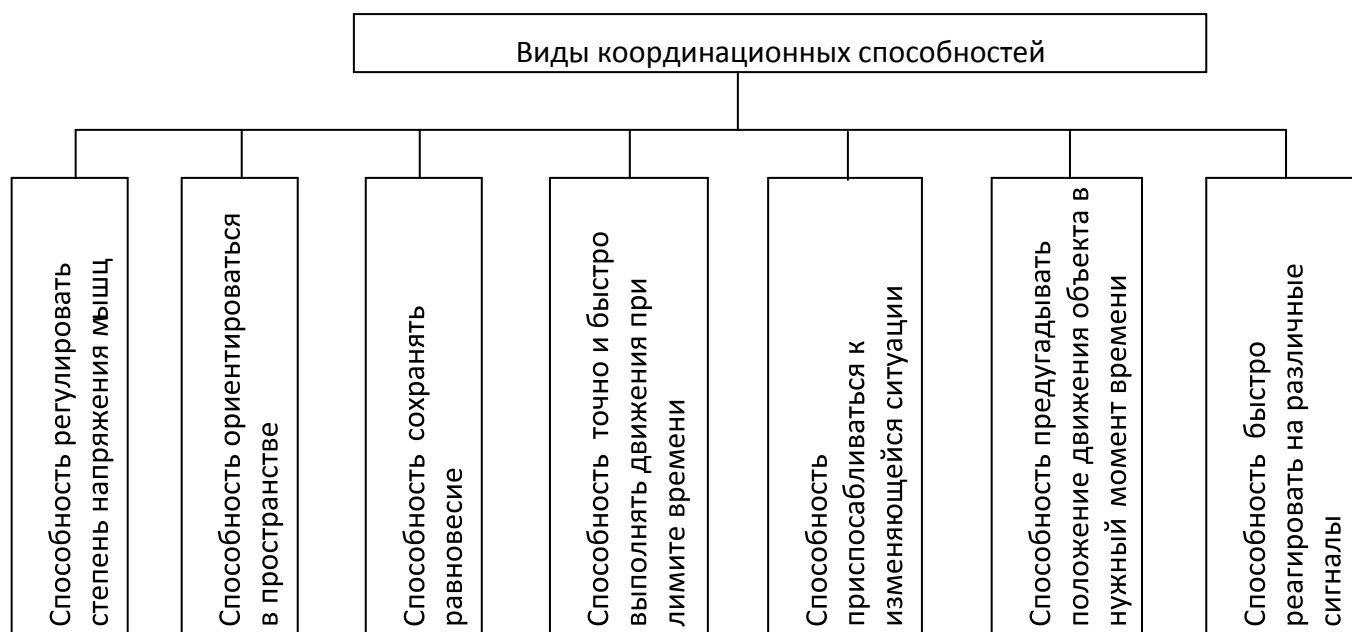 Виды координационных способностей
Способность регулировать
степень напряжения мышц
Способность ориентироваться
в пространстве
Способность сохранять
равновесие
Способность точно и быстро
выполнять движения при
лимите времени
Способность
приспосабливаться к
изменяющейся ситуации
Способность предугадывать
положение движения объекта в
нужный момент времени
Способность быстро
реагировать на различные
сигналы